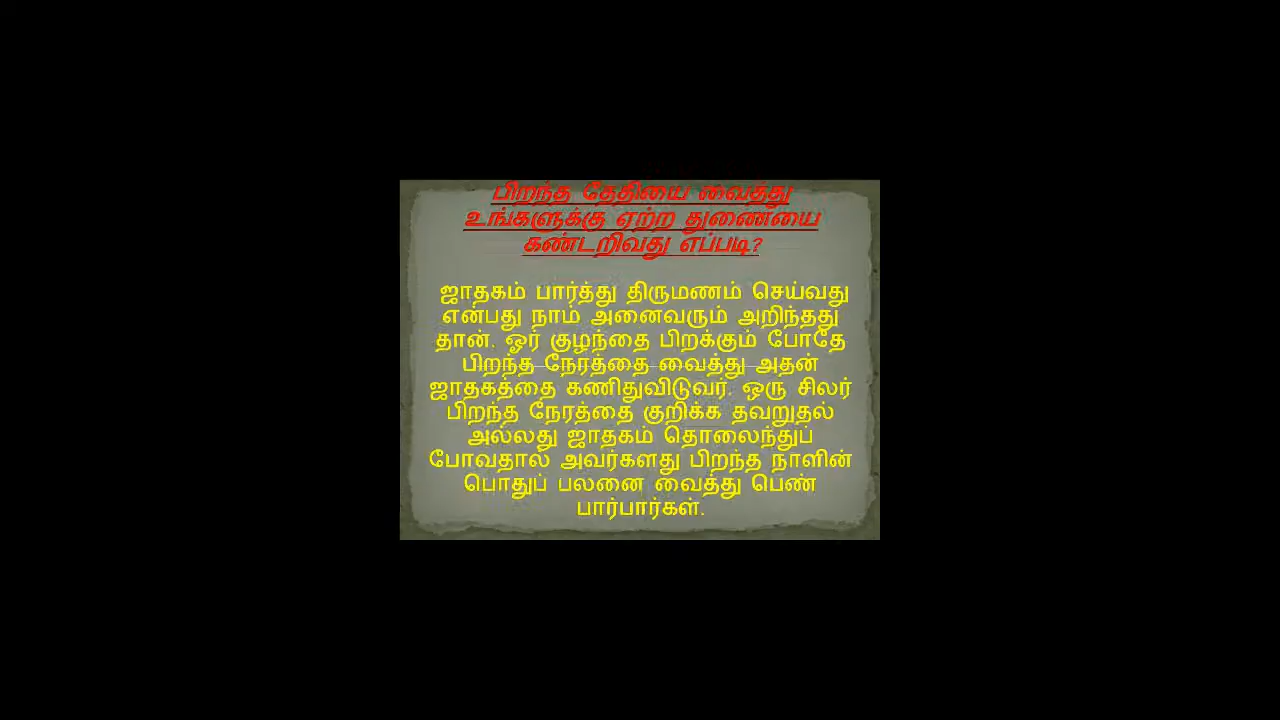 பிறந்த தேதியை வைத்து
உங்களுக்கு ஏற்ற துணையை
கண்டறிவது எப்படி?
ஜாதகம் பார்த்து திருமணம் செய்வது
என்பது நாம் அனைவரும் அறிந்தது
தான். ஓர் குழந்தை பிறக்கும் போதே
பிறந்த நேரத்தை வைத்து அதன்
ஜாதகத்தை கணிதுவிடுவர். ஒரு சிலர்
பிறந்த நேரத்தை குறிக்க தவறுதல்
அல்லது ஜாதகம் தொலைந்துப்
போவதால் அவர்களது பிறந்த நாளின்
பொதுப் பலனை வைத்து பெண்
பார்பார்கள்.